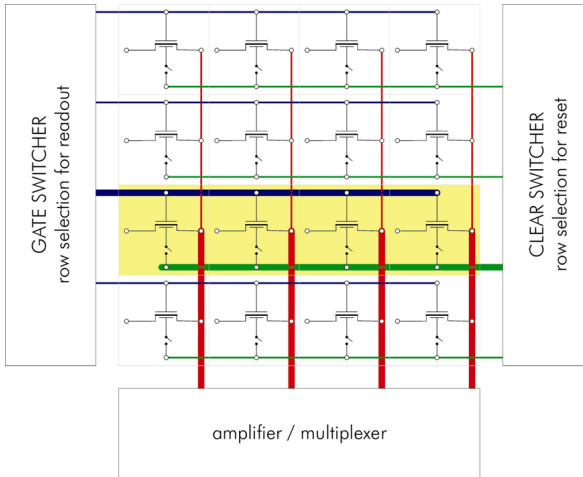 GATE SWITCHER
row selection for readout
CLEAR SWITCHER
row selection for reset
amplifier / multiplexer